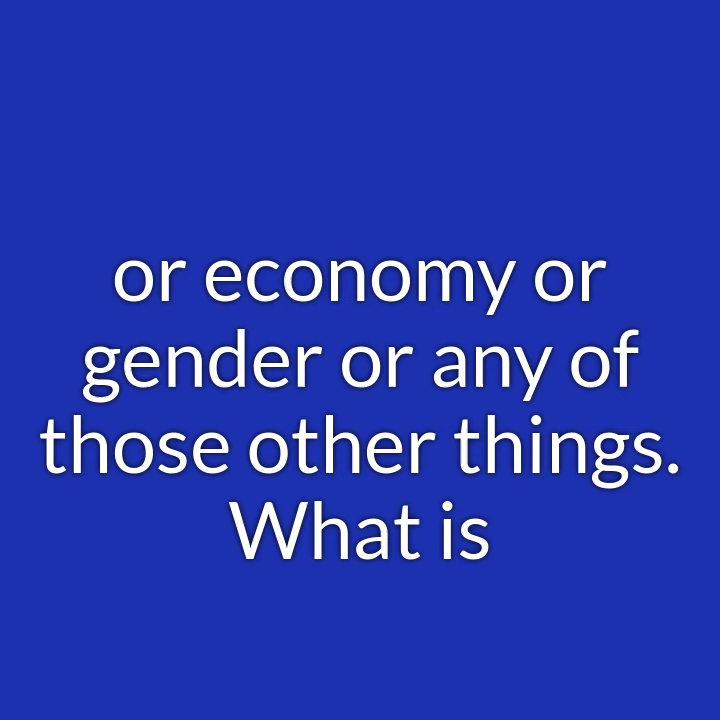 or economy or
gender or any of
those other things.
What is